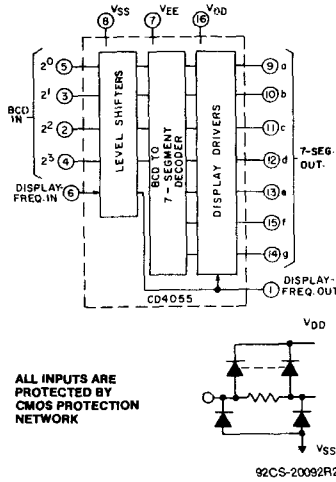 8 VSS
7 VEE
16 VDD
BCD IN
2⁰ 5
2¹ 3
2² 2
2³ 4
DISPLAY-FREQ. IN
6
LEVEL SHIFTERS
BCD TO
7 - SEGMENT
DECODER
DISPLAY DRIVERS
9 a
10 b
11 c
12 d
13 e
15 f
14 g
7-SEG.
OUT.
1 DISPLAY-
FREQ. OUT
CD4055
ALL INPUTS ARE
PROTECTED BY
CMOS PROTECTION
NETWORK
VDD
VSS
92CS-20092R2